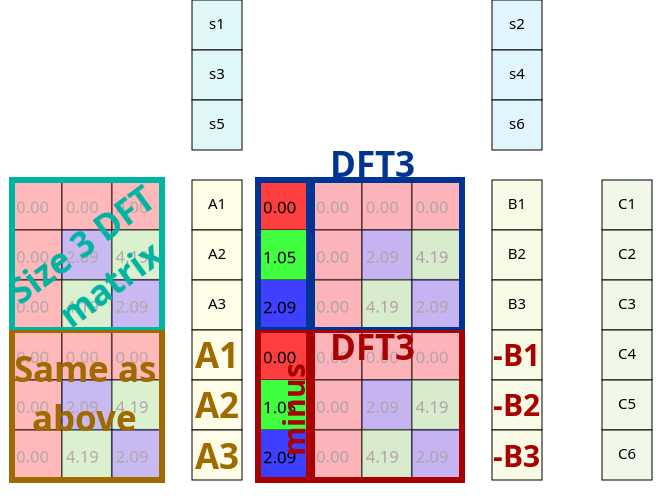 s1 s2
s3 s4
s5 s6
DFT3
0.00 0.00 0.00 A1 0.00 0.00 0.00 0.00 B1 C1
Size 3 DFT
matrix
0.00 2.09 4.19 A2 1.05 0.00 2.09 4.19 B2 C2
0.00 4.19 2.09 A3 2.09 0.00 4.19 2.09 B3 C3
DFT3
0.00 0.00 0.00 A1 0.00 0.00 0.00 0.00 -B1 C4
Same as
above
minus
0.00 2.09 4.19 A2 1.05 0.00 2.09 4.19 -B2 C5
0.00 4.19 2.09 A3 2.09 0.00 4.19 2.09 -B3 C6